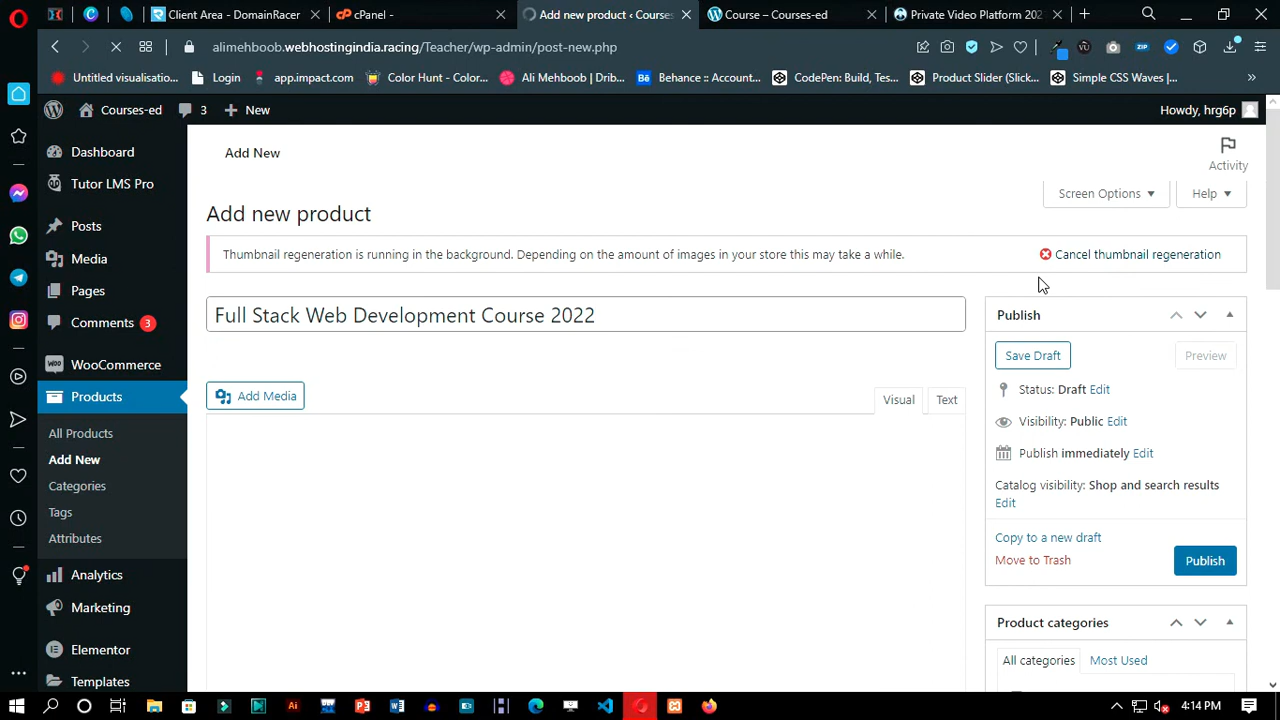 Client Area - DomainRacer
cPanel -
Add new product ‹ Courses
Course – Courses-ed
Private Video Platform 202
alimehboob.webhostingindia.racing/Teacher/wp-admin/post-new.php
Untitled visualisatio...
Login
app.impact.com
Color Hunt - Color...
Ali Mehboob | Drib...
Behance :: Account...
CodePen: Build, Tes...
Product Slider (Slick...
Simple CSS Waves |...
Courses-ed
3
New
Howdy, hrg6p
Dashboard
Tutor LMS Pro
Posts
Media
Pages
Comments 3
WooCommerce
Products
All Products
Add New
Categories
Tags
Attributes
Analytics
Marketing
Elementor
Templates
Add New
Activity
Screen Options
Help
Add new product
Thumbnail regeneration is running in the background. Depending on the amount of images in your store this may take a while.
Cancel thumbnail regeneration
Full Stack Web Development Course 2022
Add Media
Visual
Text
Publish
Save Draft
Preview
Status: Draft Edit
Visibility: Public Edit
Publish immediately Edit
Catalog visibility: Shop and search results
Edit
Copy to a new draft
Move to Trash
Publish
Product categories
All categories
Most Used
4:14 PM